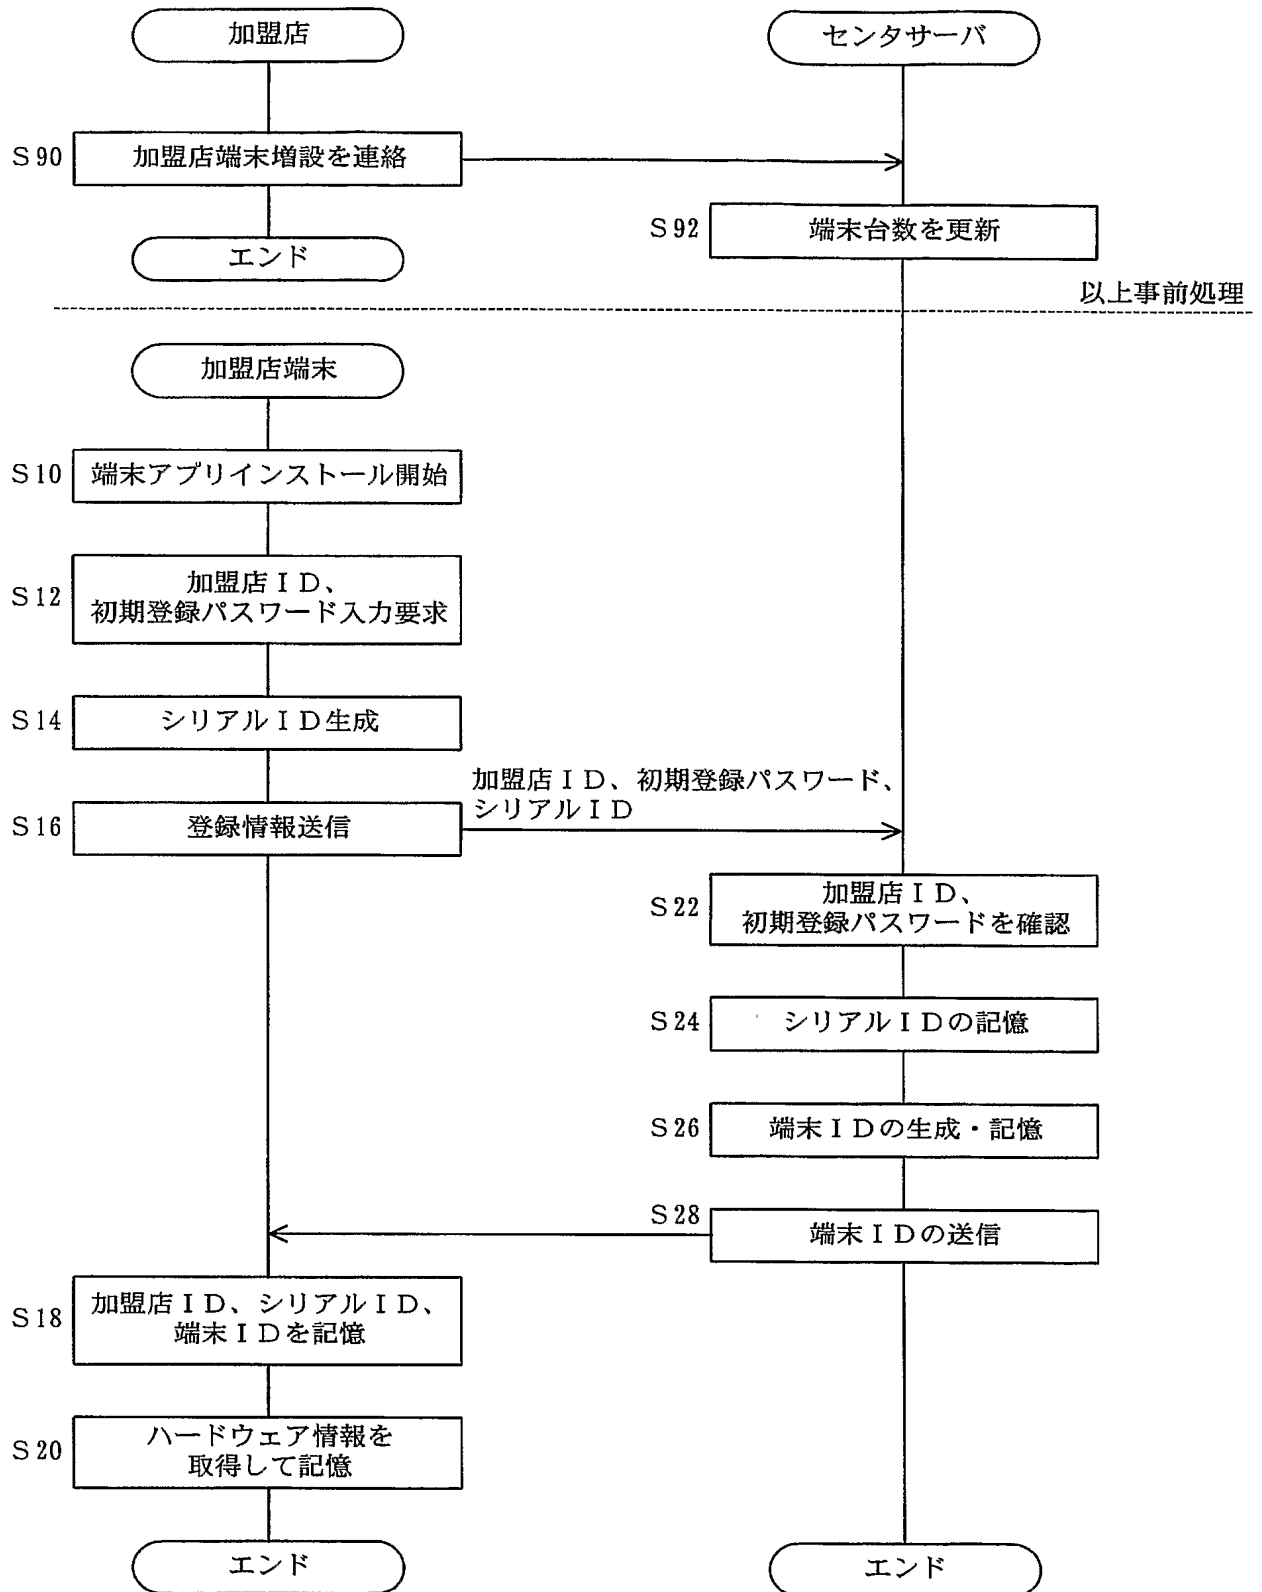 加盟店
センタサーバ
S90
加盟店端末増設を連絡
S92
端末台数を更新
エンド
以上事前処理
加盟店端末
S10
端末アプリインストール開始
S12
加盟店ＩＤ、
初期登録パスワード入力要求
S14
シリアルＩＤ生成
加盟店ＩＤ、初期登録パスワード、
シリアルＩＤ
S16
登録情報送信
S22
加盟店ＩＤ、
初期登録パスワードを確認
S24
シリアルＩＤの記憶
S26
端末ＩＤの生成・記憶
S28
端末ＩＤの送信
S18
加盟店ＩＤ、シリアルＩＤ、
端末ＩＤを記憶
S20
ハードウェア情報を
取得して記憶
エンド
エンド